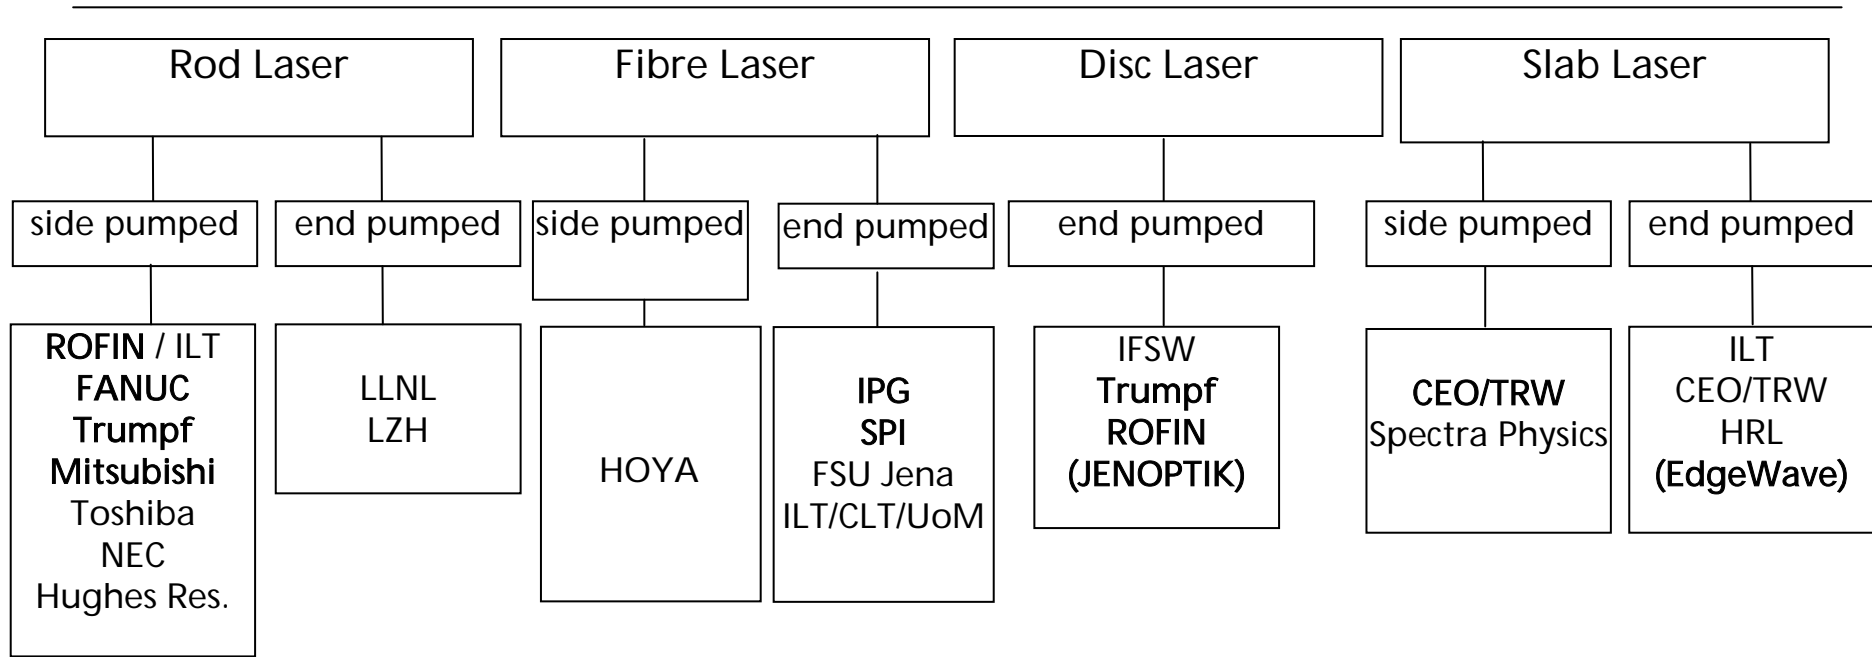 Rod Laser
Fibre Laser
Disc Laser
Slab Laser
side pumped
end pumped
side pumped
end pumped
end pumped
side pumped
end pumped
ROFIN / ILT
FANUC
Trumpf
Mitsubishi
Toshiba
NEC
Hughes Res.
LLNL
LZH
HOYA
IPG
SPI
FSU Jena
ILT/CLT/UoM
IFSW
Trumpf
ROFIN
(JENOPTIK)
CEO/TRW
Spectra Physics
ILT
CEO/TRW
HRL
(EdgeWave)